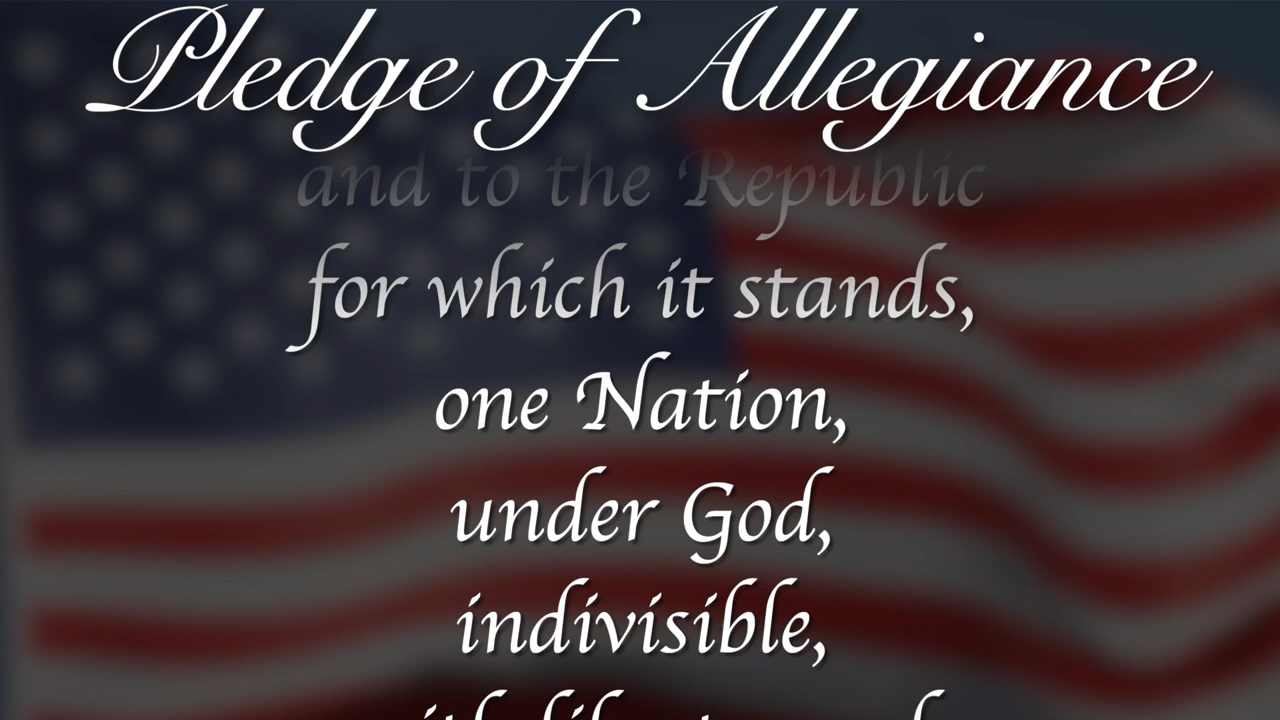 Pledge of Allegiance
and to the Republic
for which it stands,
one Nation,
under God,
indivisible,